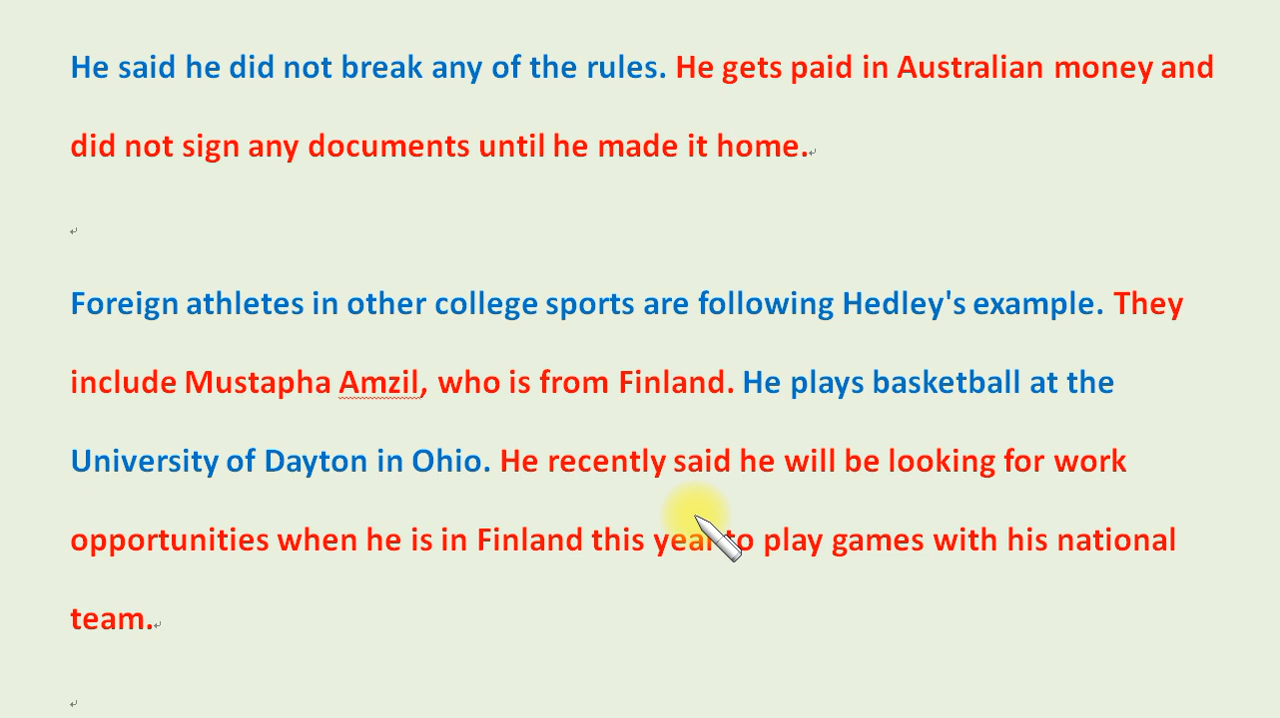 He said he did not break any of the rules. He gets paid in Australian money and
did not sign any documents until he made it home.
Foreign athletes in other college sports are following Hedley's example. They
include Mustapha Amzil, who is from Finland. He plays basketball at the
University of Dayton in Ohio. He recently said he will be looking for work
opportunities when he is in Finland this year to play games with his national
team.